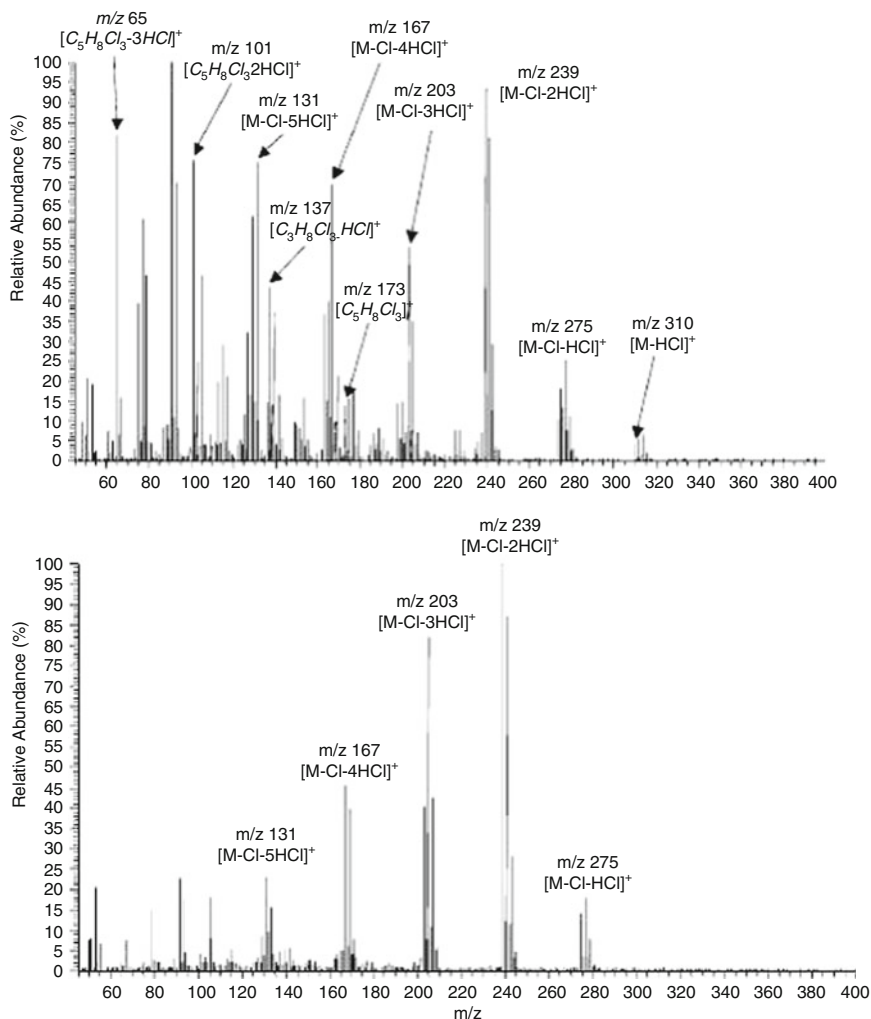 m/z 65
[C5H8Cl3-3HCl]+
m/z 101
[C5H8Cl32HCl]+
m/z 131
[M-Cl-5HCl]+
m/z 137
[C3H8Cl3-HCl]+
m/z 167
[M-Cl-4HCl]+
m/z 173
[C5H8Cl3]+
m/z 203
[M-Cl-3HCl]+
m/z 239
[M-Cl-2HCl]+
m/z 275
[M-Cl-HCl]+
m/z 310
[M-HCl]+
Relative Abundance (%)
100
95
90
85
80
75
70
65
60
55
50
45
40
35
30
25
20
15
10
5
0
60 80 100 120 140 160 180 200 220 240 260 280 300 320 340 360 380 400
m/z 239
[M-Cl-2HCl]+
m/z 203
[M-Cl-3HCl]+
m/z 167
[M-Cl-4HCl]+
m/z 131
[M-Cl-5HCl]+
m/z 275
[M-Cl-HCl]+
Relative Abundance (%)
100
95
90
85
80
75
70
65
60
55
50
45
40
35
30
25
20
15
10
5
0
60 80 100 120 140 160 180 200 220 240 260 280 300 320 340 360 380 400
m/z